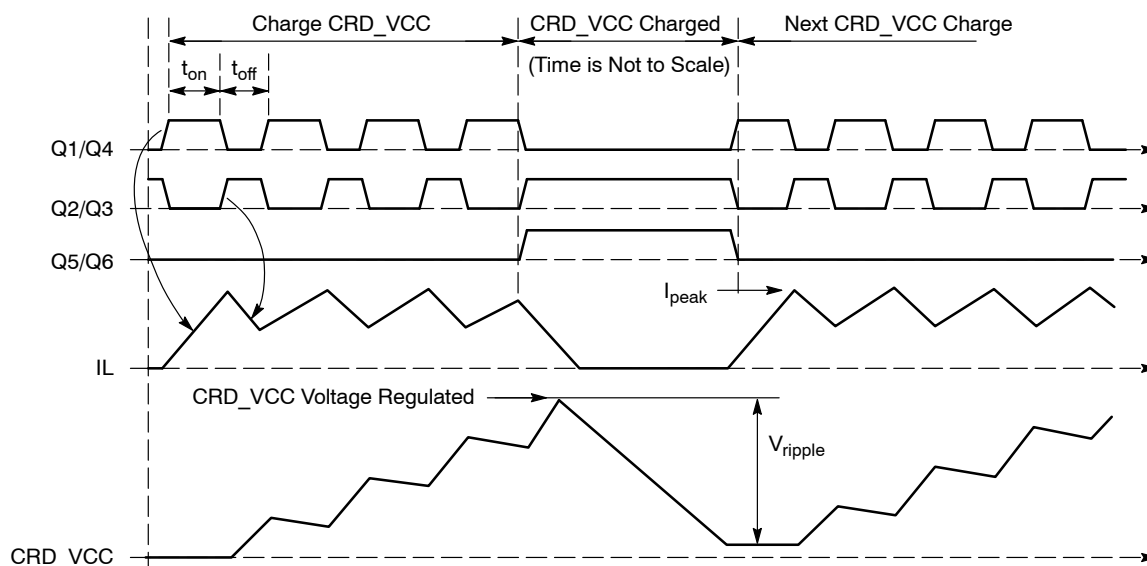 Charge CRD_VCC
CRD_VCC Charged
Next CRD_VCC Charge
(Time is Not to Scale)
ton
toff
Q1/Q4
Q2/Q3
Q5/Q6
Ipeak
IL
CRD_VCC Voltage Regulated
Vripple
CRD_VCC